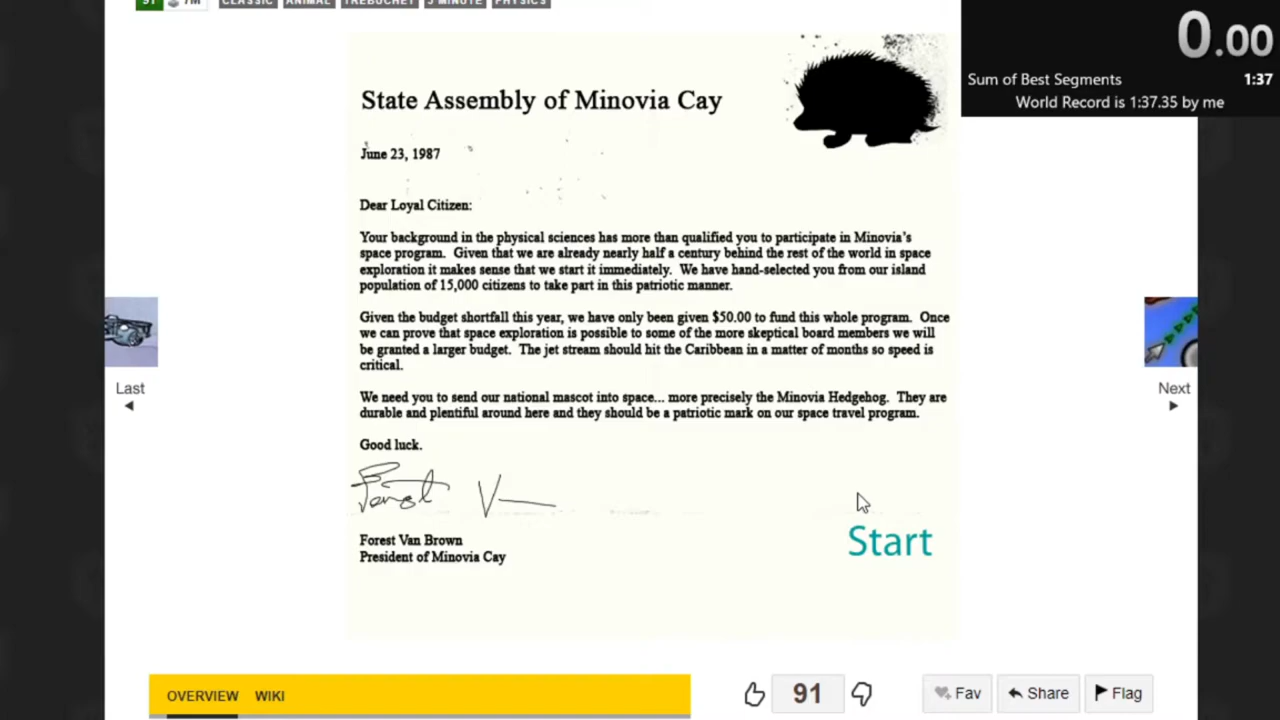 91 7M CLASSIC ANIMAL TREBUCHET 5 MINUTE PHYSICS
0.00
Sum of Best Segments 1:37
World Record is 1:37.35 by me
State Assembly of Minovia Cay
June 23, 1987
Dear Loyal Citizen:
Your background in the physical sciences has more than qualified you to participate in Minovia's
space program. Given that we are already nearly half a century behind the rest of the world in space
exploration it makes sense that we start it immediately. We have hand-selected you from our island
population of 15,000 citizens to take part in this patriotic manner.
Given the budget shortfall this year, we have only been given $50.00 to fund this whole program. Once
we can prove that space exploration is possible to some of the more skeptical board members we will
be granted a larger budget. The jet stream should hit the Caribbean in a matter of months so speed is
critical.
We need you to send our national mascot into space... more precisely the Minovia Hedgehog. They are
durable and plentiful around here and they should be a patriotic mark on our space travel program.
Good luck.
Forest Van Brown
President of Minovia Cay
Start
Last
Next
OVERVIEW WIKI
91
Fav Share Flag